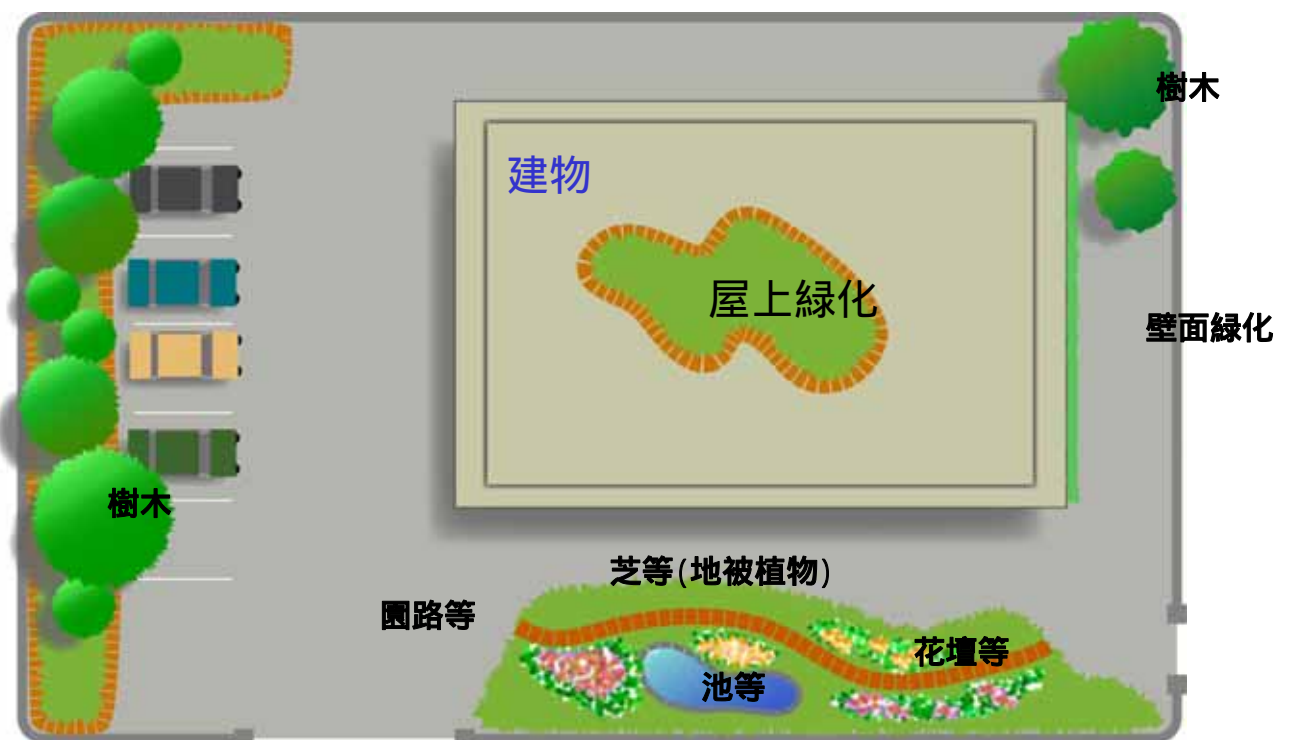 樹木
建物
屋上緑化
壁面緑化
樹木
芝等(地被植物)
園路等
花壇等
池等